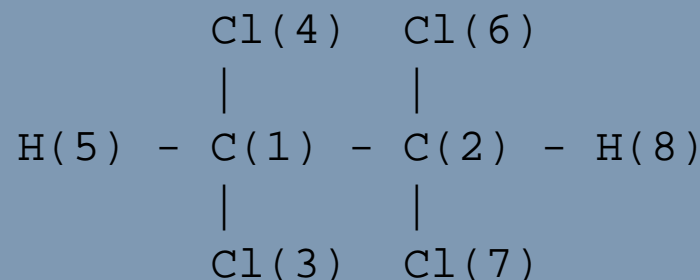 Cl(4) Cl(6)
| |
H(5) - C(1) - C(2) - H(8)
| |
Cl(3) Cl(7)